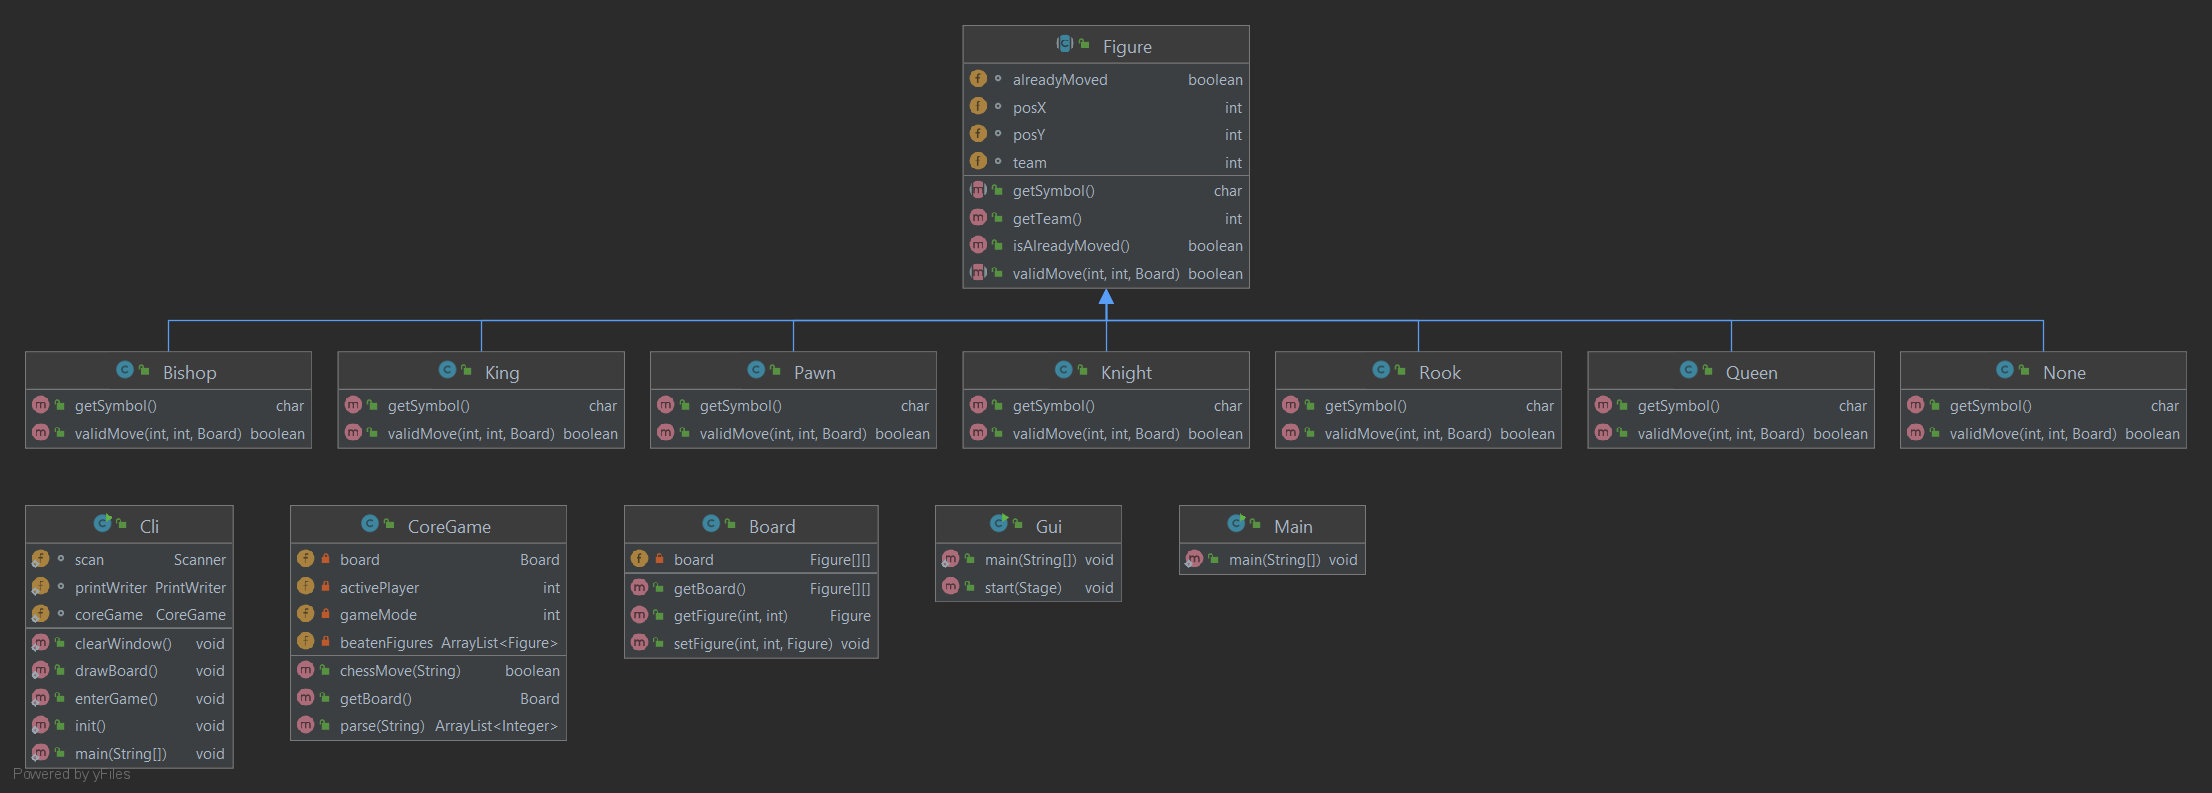 Figure
alreadyMoved boolean
posX int
posY int
team int
getSymbol() char
getTeam() int
isAlreadyMoved() boolean
validMove(int, int, Board) boolean
Bishop
getSymbol() char
validMove(int, int, Board) boolean
King
getSymbol() char
validMove(int, int, Board) boolean
Pawn
getSymbol() char
validMove(int, int, Board) boolean
Knight
getSymbol() char
validMove(int, int, Board) boolean
Rook
getSymbol() char
validMove(int, int, Board) boolean
Queen
getSymbol() char
validMove(int, int, Board) boolean
None
getSymbol() char
validMove(int, int, Board) boolean
Cli
scan Scanner
printWriter PrintWriter
coreGame CoreGame
clearWindow() void
drawBoard() void
enterGame() void
init() void
main(String[]) void
CoreGame
board Board
activePlayer int
gameMode int
beatenFigures ArrayList<Figure>
chessMove(String) boolean
getBoard() Board
parse(String) ArrayList<Integer>
Board
board Figure[][]
getBoard() Figure[][]
getFigure(int, int) Figure
setFigure(int, int, Figure) void
Gui
main(String[]) void
start(Stage) void
Main
main(String[]) void
Powered by yFiles